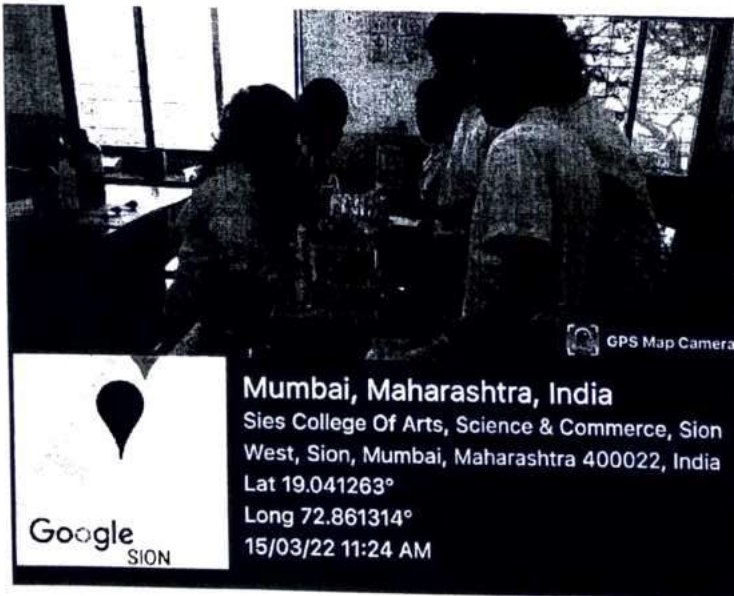 GPS Map Camera
Mumbai, Maharashtra, India
Sies College Of Arts, Science & Commerce, Sion
West, Sion, Mumbai, Maharashtra 400022, India
Lat 19.041263°
Long 72.861314°
15/03/22 11:24 AM
Google
SION